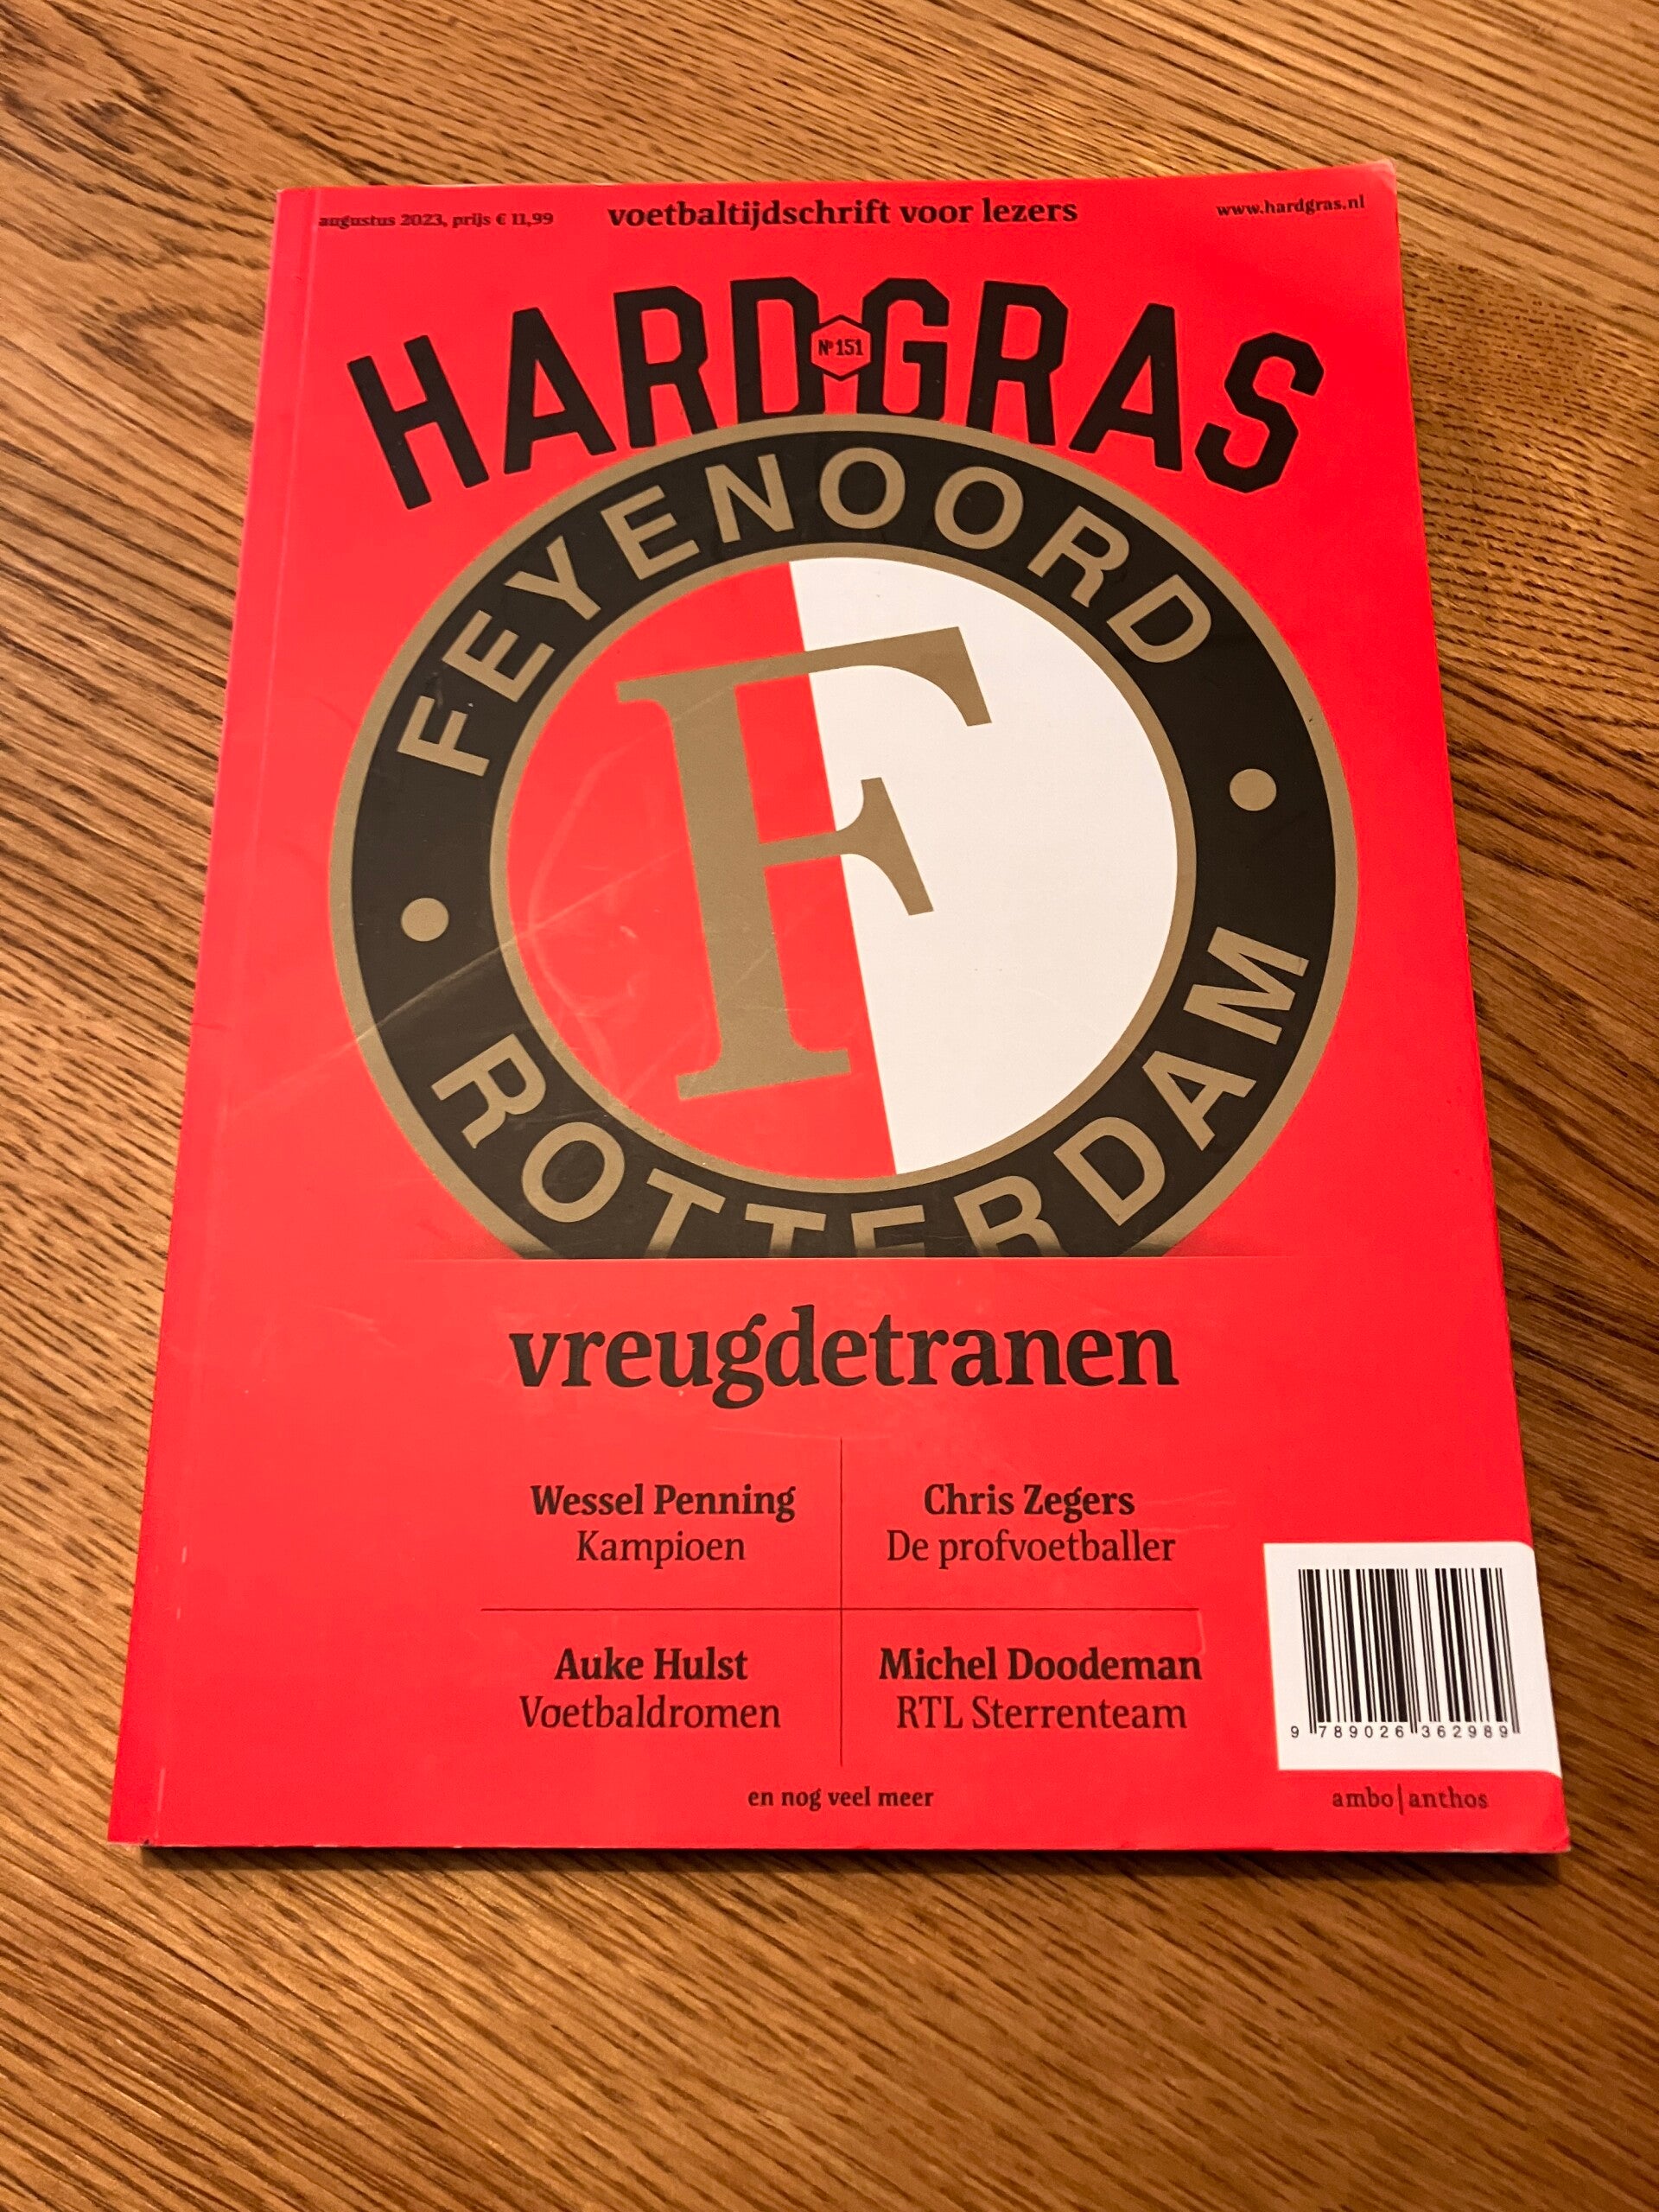 augustus 2023, prijs € 11,99
voetbaltijdschrift voor lezers
www.hardgras.nl
HARD GRAS
Nº 151
FEYENOORD
F
ROTTERDAM
vreugdetranen
Wessel Penning
Kampioen
Chris Zegers
De profvoetballer
Auke Hulst
Voetbaldromen
Michel Doodeman
RTL Sterrenteam
9 789026 362989
en nog veel meer
ambo|anthos